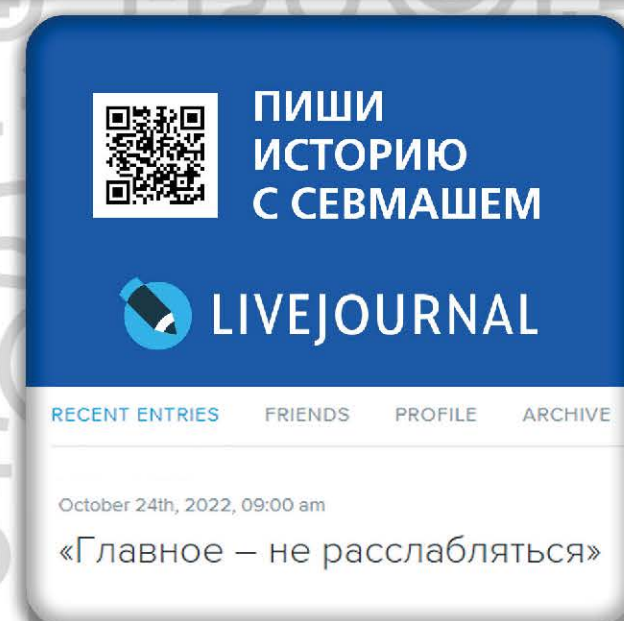 ПИШИ
ИСТОРИЮ
С СЕВМАШЕМ
LIVEJOURNAL
RECENT ENTRIES FRIENDS PROFILE ARCHIVE
October 24th, 2022, 09:00 am
«Главное – не расслабляться»